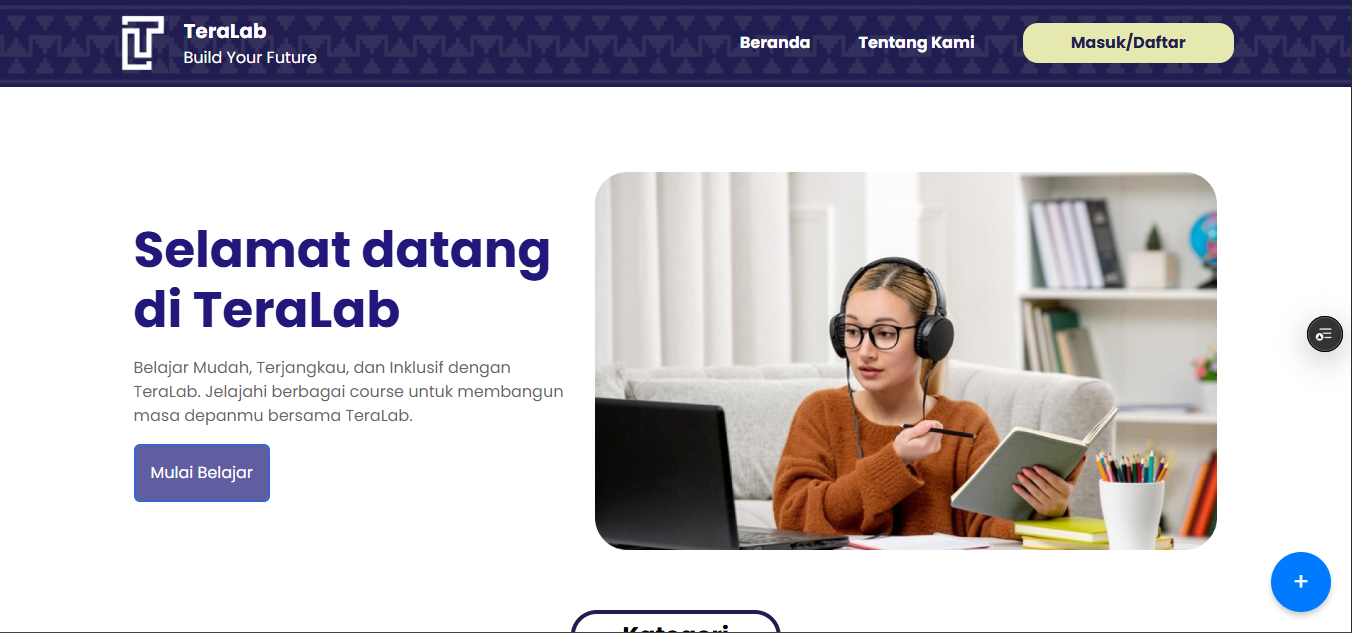 TeraLab
Build Your Future
Beranda
Tentang Kami
Masuk/Daftar
Selamat datang
di TeraLab
Belajar Mudah, Terjangkau, dan Inklusif dengan
TeraLab. Jelajahi berbagai course untuk membangun
masa depanmu bersama TeraLab.
Mulai Belajar
+
Kategori